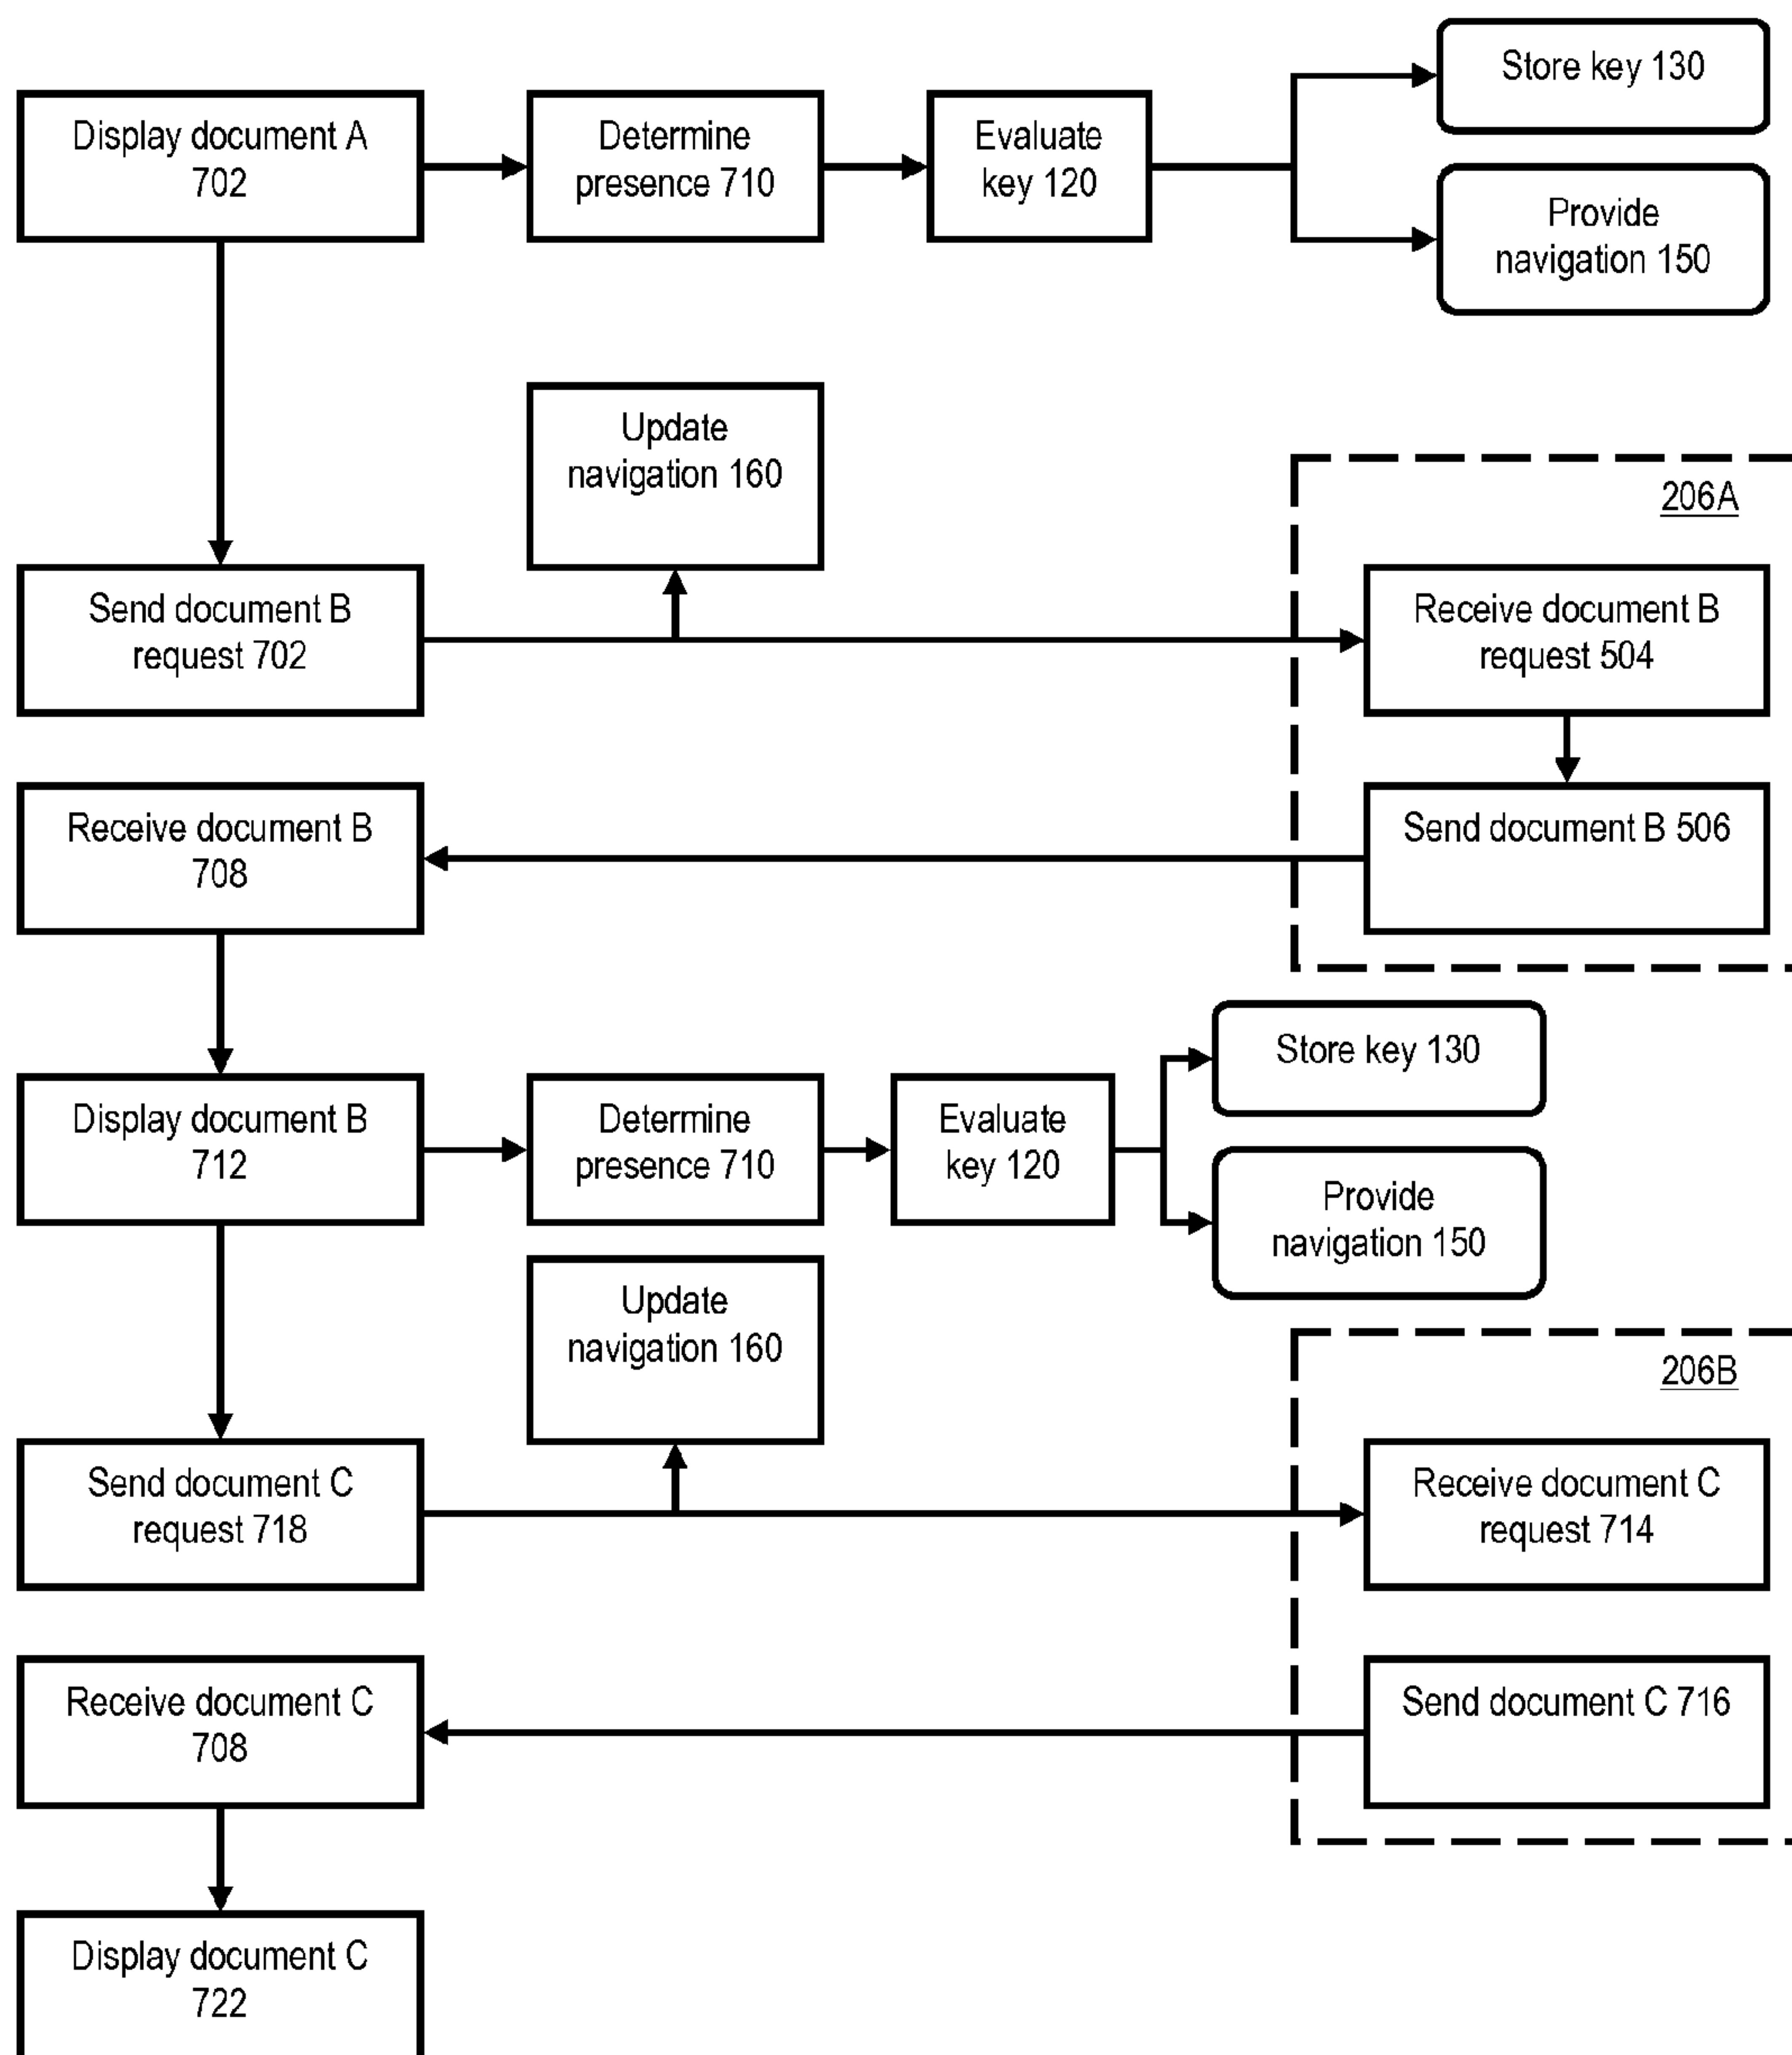 Display document A
702
Determine
presence 710
Evaluate
key 120
Store key 130
Provide
navigation 150
Update
navigation 160
206A
Send document B
request 702
Receive document B
request 504
Receive document B
708
Send document B 506
Display document B
712
Determine
presence 710
Evaluate
key 120
Store key 130
Provide
navigation 150
Update
navigation 160
206B
Send document C
request 718
Receive document C
request 714
Receive document C
708
Send document C 716
Display document C
722